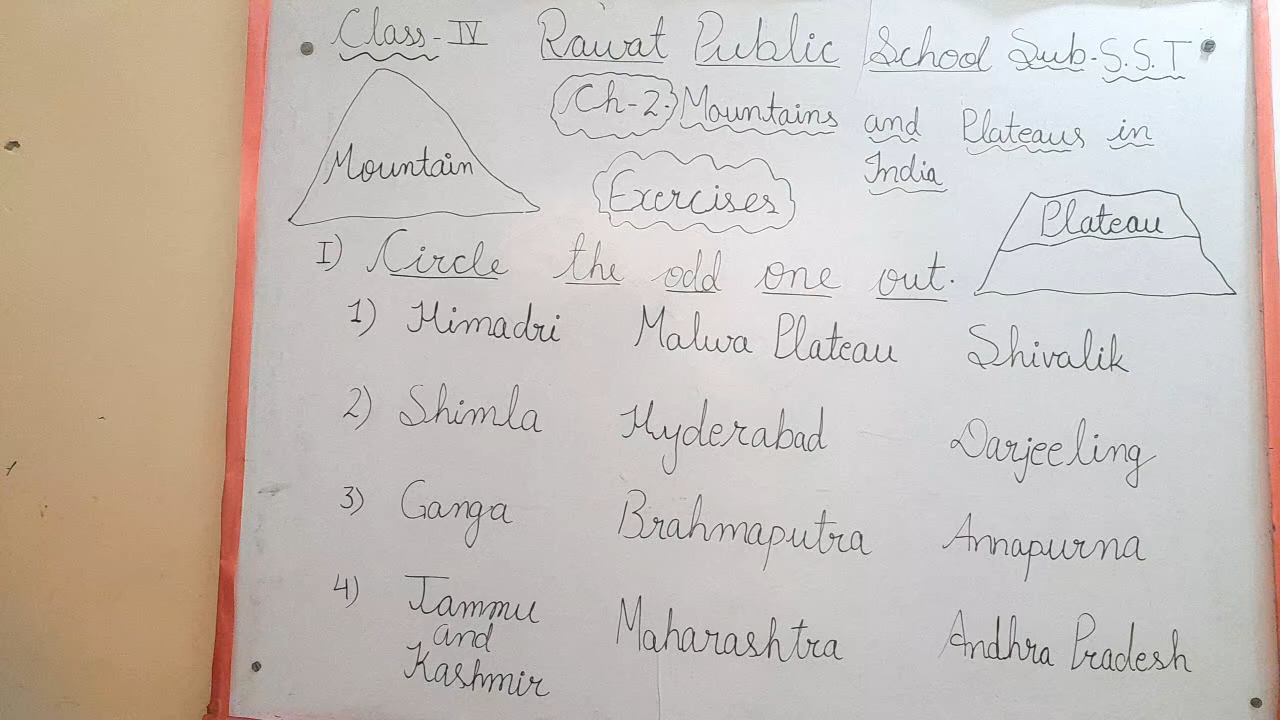 Class-IV Rawat Public School Sub-S.S.T
Ch-2. Mountains and Plateaus in
India
Mountain
Exercises
Plateau
I) Circle the odd one out.
1) Himadri Malwa Plateau Shivalik
2) Shimla Hyderabad Darjeeling
3) Ganga Brahmaputra Annapurna
4) Jammu
and
Kashmir
Maharashtra Andhra Pradesh